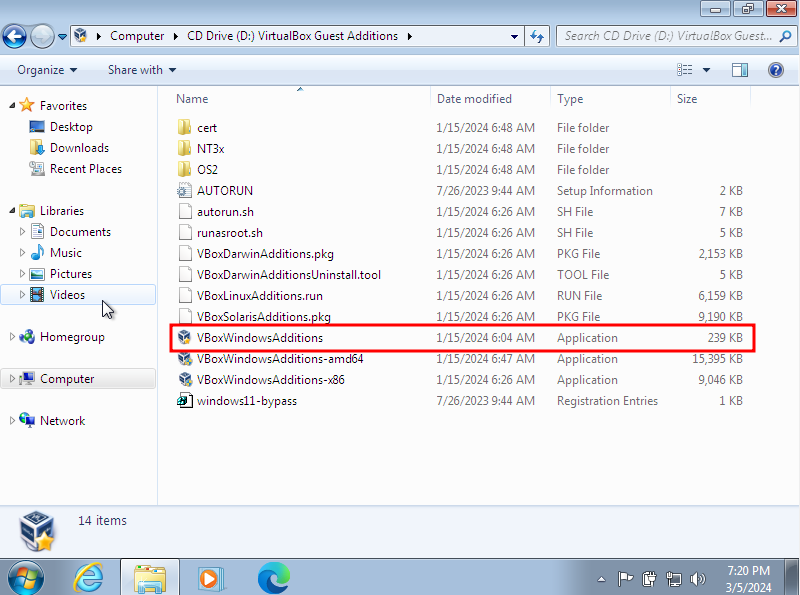 Computer CD Drive (D:) VirtualBox Guest Additions Search CD Drive (D:) VirtualBox Guest...
Organize Share with
Name Date modified Type Size
Favorites
Desktop
Downloads
Recent Places
Libraries
Documents
Music
Pictures
Videos
Homegroup
Computer
Network
cert 1/15/2024 6:48 AM File folder
NT3x 1/15/2024 6:48 AM File folder
OS2 1/15/2024 6:48 AM File folder
AUTORUN 7/26/2023 9:44 AM Setup Information 2 KB
autorun.sh 1/15/2024 6:26 AM SH File 7 KB
runasroot.sh 1/15/2024 6:26 AM SH File 5 KB
VBoxDarwinAdditions.pkg 1/15/2024 6:26 AM PKG File 2,153 KB
VBoxDarwinAdditionsUninstall.tool 1/15/2024 6:26 AM TOOL File 5 KB
VBoxLinuxAdditions.run 1/15/2024 6:26 AM RUN File 6,159 KB
VBoxSolarisAdditions.pkg 1/15/2024 6:26 AM PKG File 9,190 KB
VBoxWindowsAdditions 1/15/2024 6:04 AM Application 239 KB
VBoxWindowsAdditions-amd64 1/15/2024 6:47 AM Application 15,395 KB
VBoxWindowsAdditions-x86 1/15/2024 6:26 AM Application 9,046 KB
windows11-bypass 7/26/2023 9:44 AM Registration Entries 1 KB
14 items
7:20 PM
3/5/2024